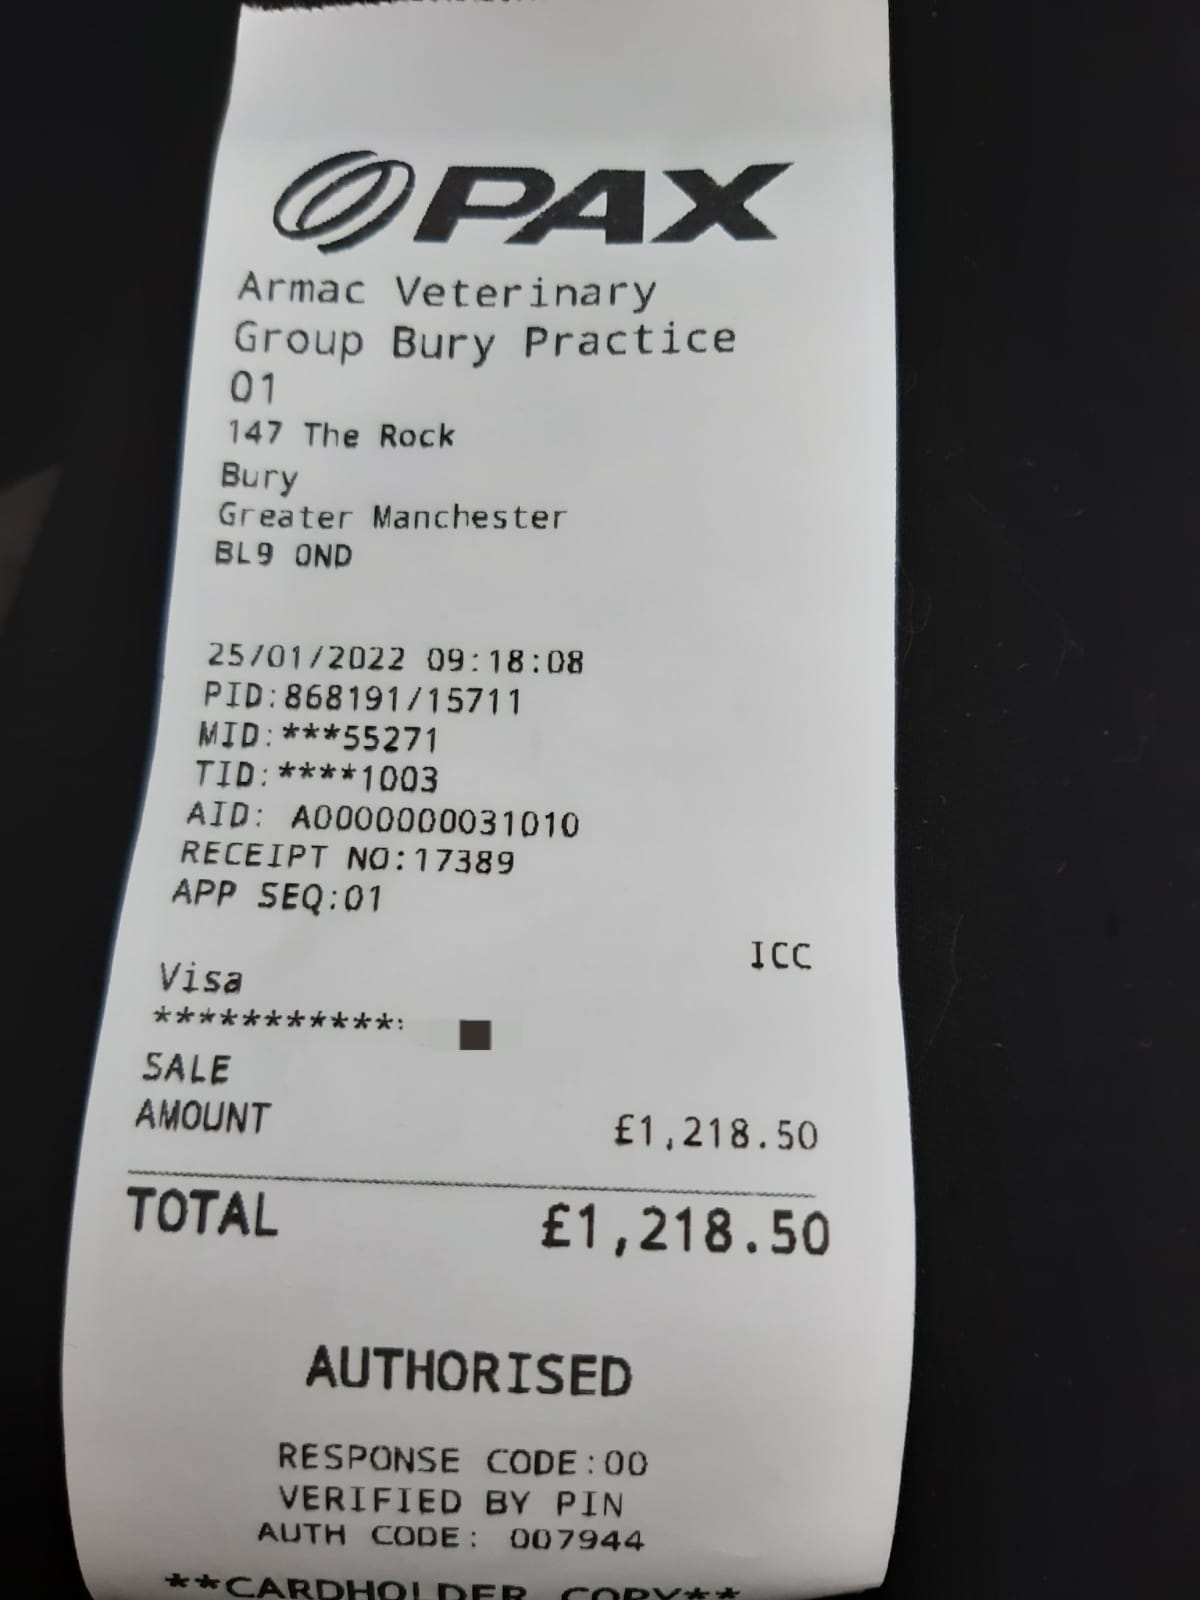 PAX
Armac Veterinary
Group Bury Practice
01
147 The Rock
Bury
Greater Manchester
BL9 0ND
25/01/2022 09:18:08
PID:868191/15711
MID:***55271
TID:****1003
AID: A0000000031010
RECEIPT NO:17389
APP SEQ:01
ICC
Visa
***********:
SALE
AMOUNT £1,218.50
TOTAL £1,218.50
AUTHORISED
RESPONSE CODE:00
VERIFIED BY PIN
AUTH CODE: 007944
**CARDHOLDER COPY**